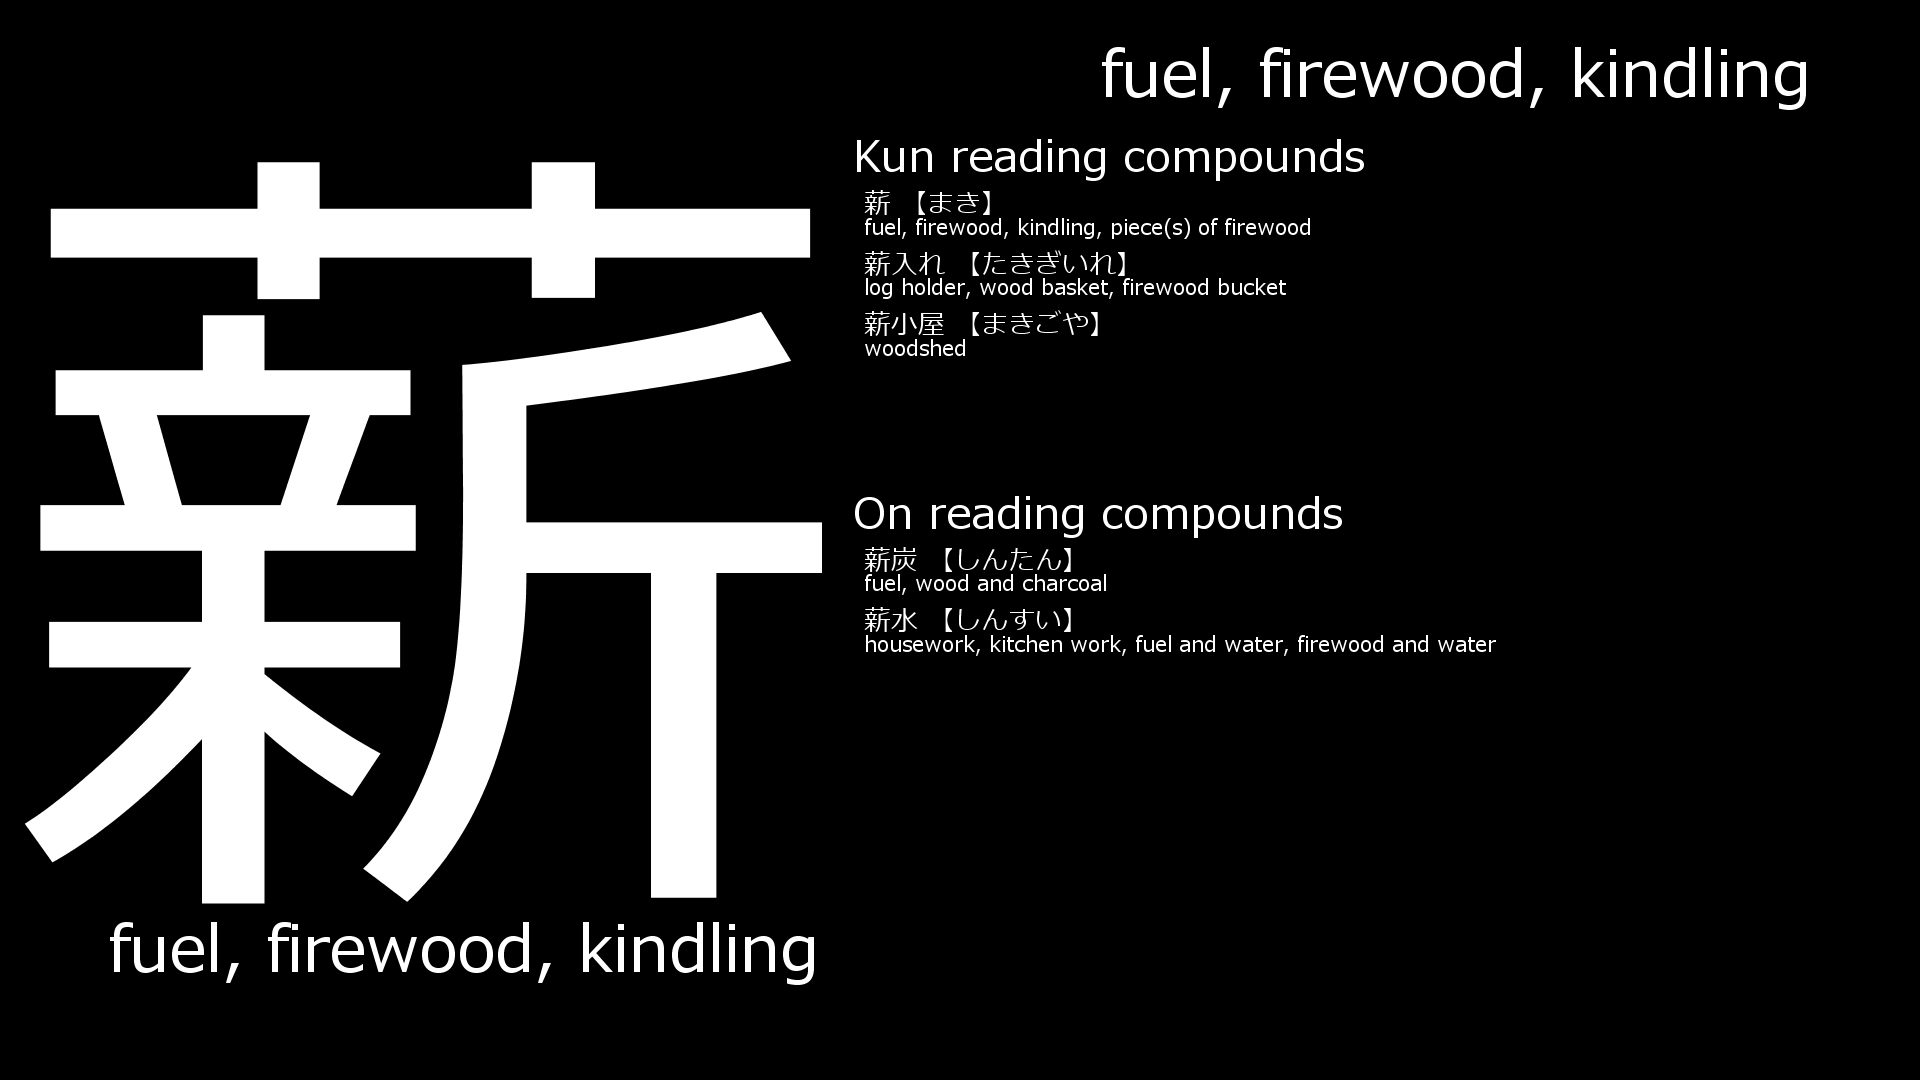 薪
fuel, firewood, kindling
fuel, firewood, kindling
Kun reading compounds
薪 【まき】
fuel, firewood, kindling, piece(s) of firewood
薪入れ 【たきぎいれ】
log holder, wood basket, firewood bucket
薪小屋 【まきごや】
woodshed
On reading compounds
薪炭 【しんたん】
fuel, wood and charcoal
薪水 【しんすい】
housework, kitchen work, fuel and water, firewood and water